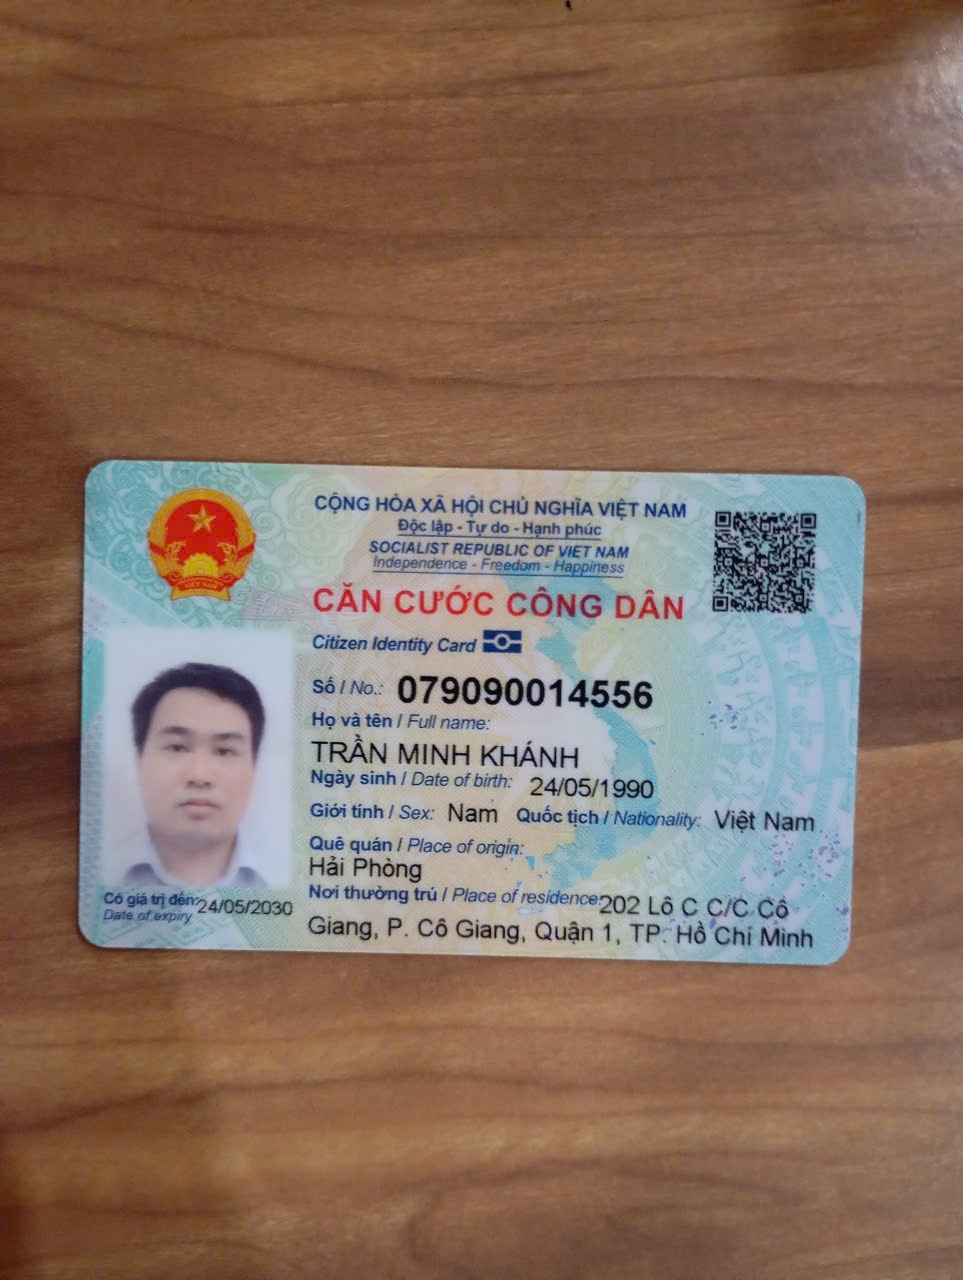 CỘNG HÒA XÃ HỘI CHỦ NGHĨA VIỆT NAM
Độc lập - Tự do - Hạnh phúc
SOCIALIST REPUBLIC OF VIET NAM
Independence - Freedom - Happiness
CĂN CƯỚC CÔNG DÂN
Citizen Identity Card
Số / No.: 079090014556
Họ và tên / Full name:
TRẦN MINH KHÁNH
Ngày sinh / Date of birth: 24/05/1990
Giới tính / Sex: Nam Quốc tịch / Nationality: Việt Nam
Quê quán / Place of origin:
Hải Phòng
Nơi thường trú / Place of residence: 202 Lô C C/C Cô
Giang, P. Cô Giang, Quận 1, TP. Hồ Chí Minh
Có giá trị đến: 24/05/2030
Date of expiry
VIỆT NAM